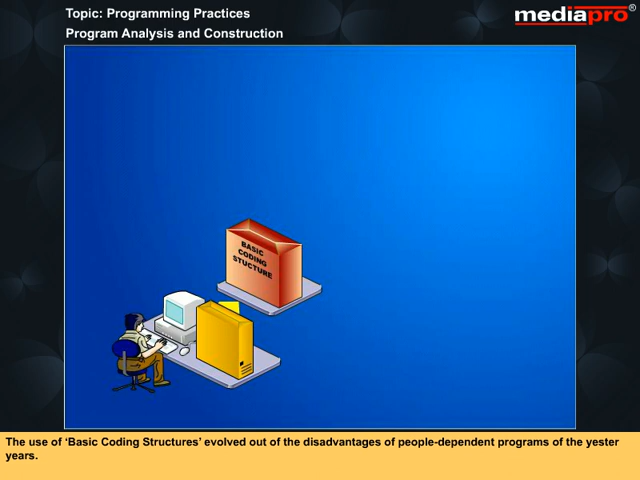 Topic: Programming Practices
mediapro®
Program Analysis and Construction
BASIC
CODING
STUCTURE
The use of ‘Basic Coding Structures’ evolved out of the disadvantages of people-dependent programs of the yester
years.